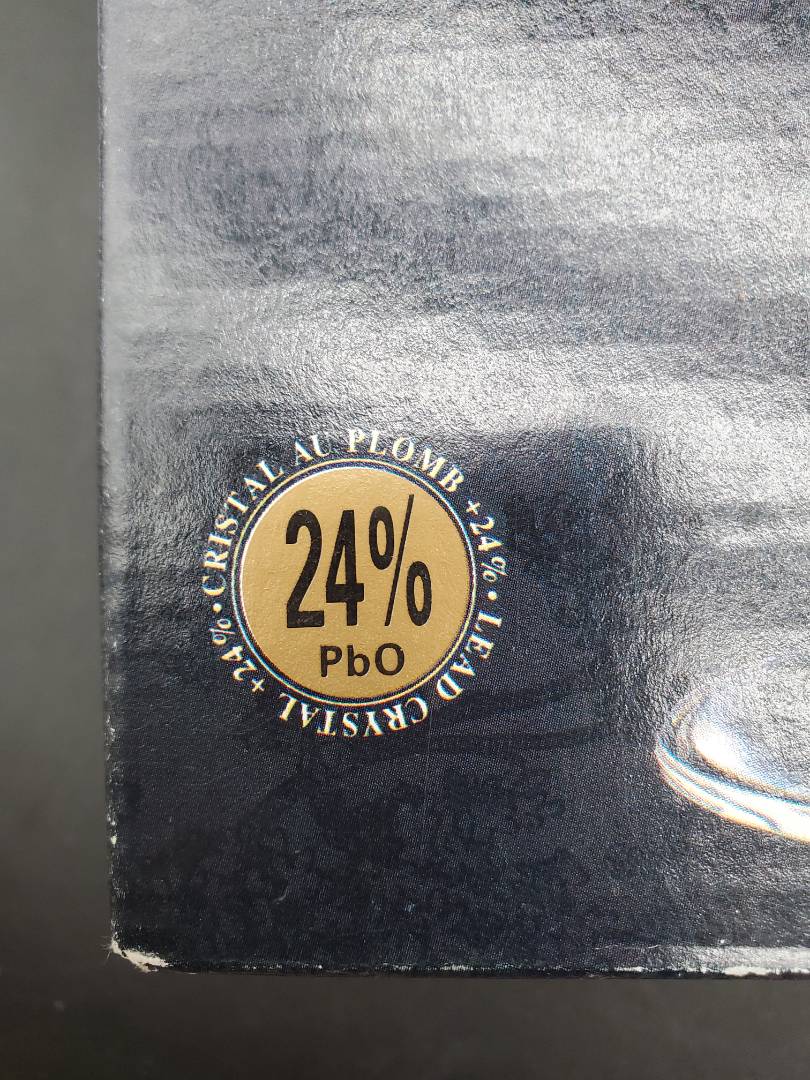 CRISTAL AU PLOMB +24% • LEAD CRYSTAL +24% •
24%
PbO